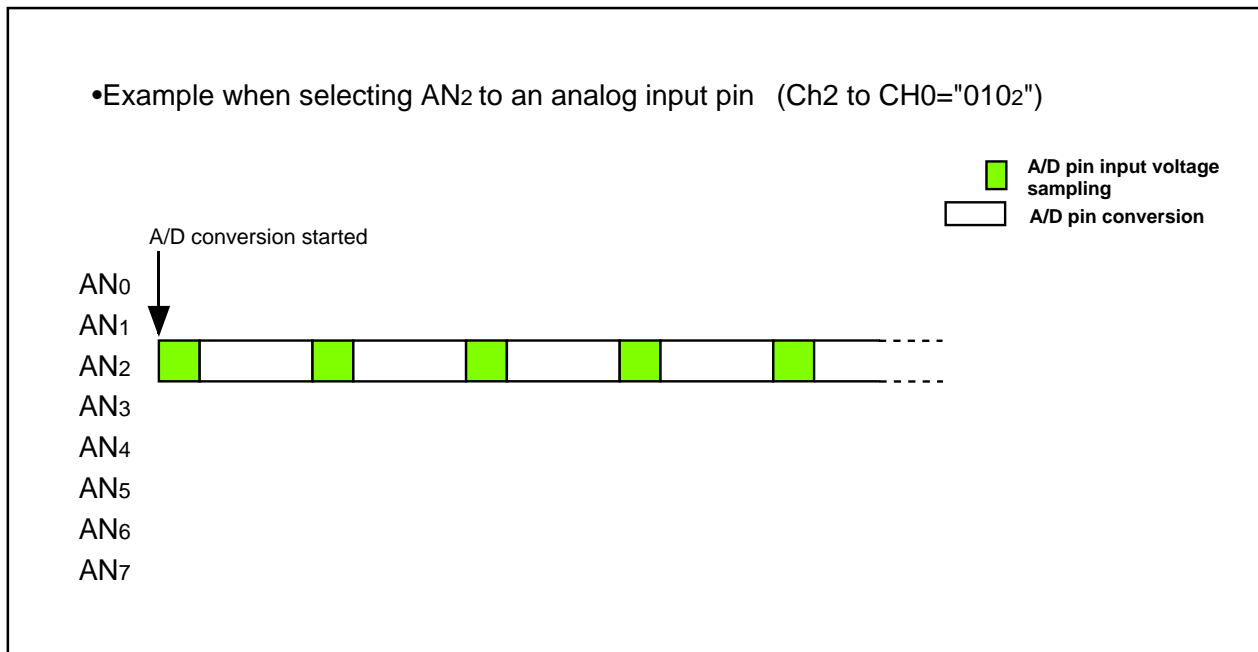 •Example when selecting AN2 to an analog input pin (Ch2 to CH0="0102")
A/D pin input voltage
sampling
A/D pin conversion
A/D conversion started
AN0
AN1
AN2
AN3
AN4
AN5
AN6
AN7